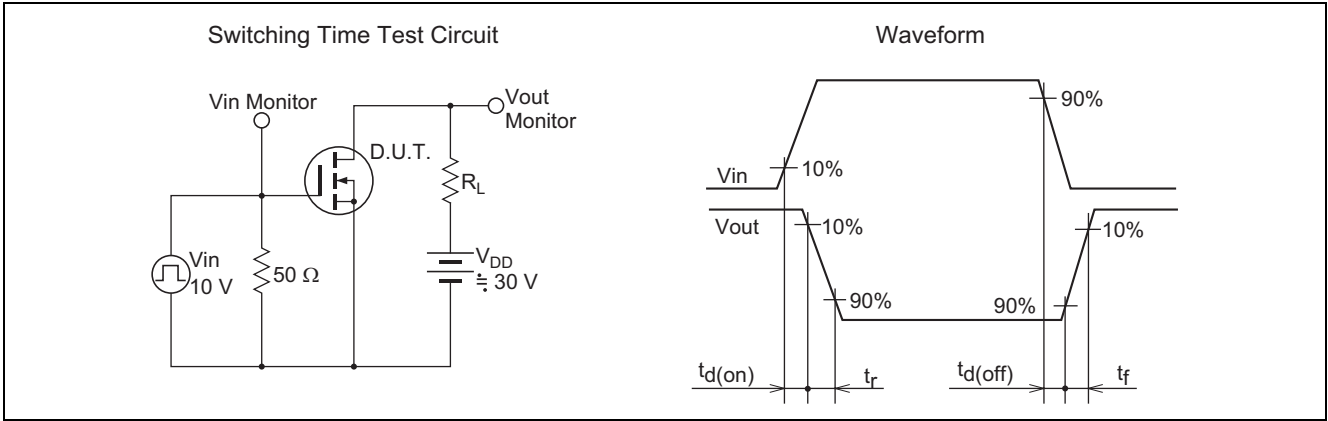 Switching Time Test Circuit
Vin Monitor
Vout
Monitor
D.U.T.
RL
Vin
10 V
50 Ω
VDD
≒ 30 V
Waveform
Vin
Vout
10%
90%
10%
90%
90%
10%
td(on)
tr
td(off)
tf